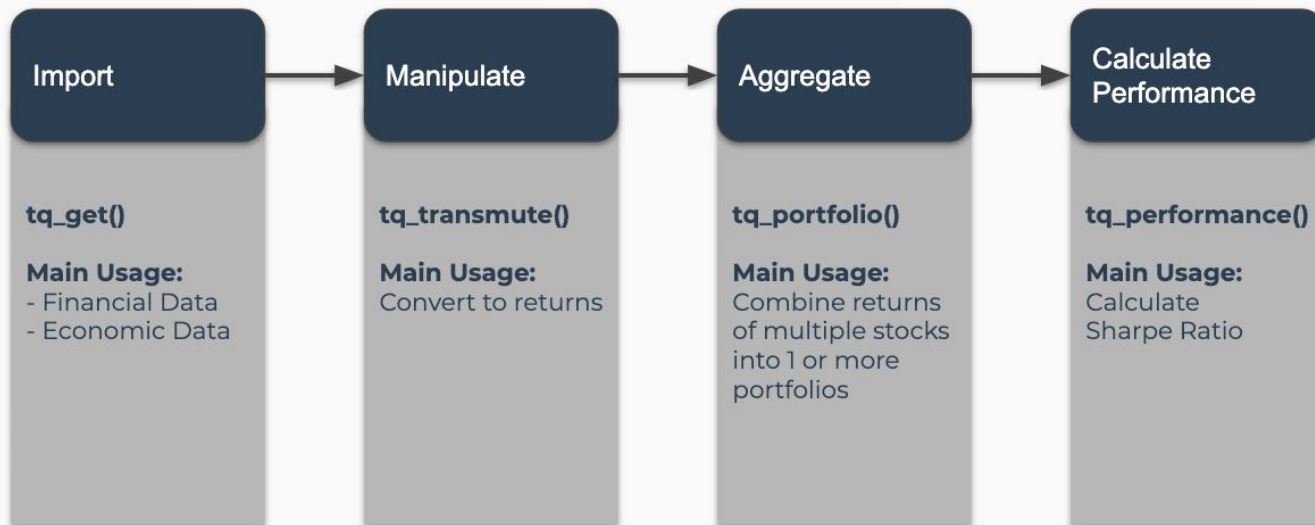 Import
Manipulate
Aggregate
Calculate
Performance
tq_get()
Main Usage:
- Financial Data
- Economic Data
tq_transmute()
Main Usage:
Convert to returns
tq_portfolio()
Main Usage:
Combine returns
of multiple stocks
into 1 or more
portfolios
tq_performance()
Main Usage:
Calculate
Sharpe Ratio